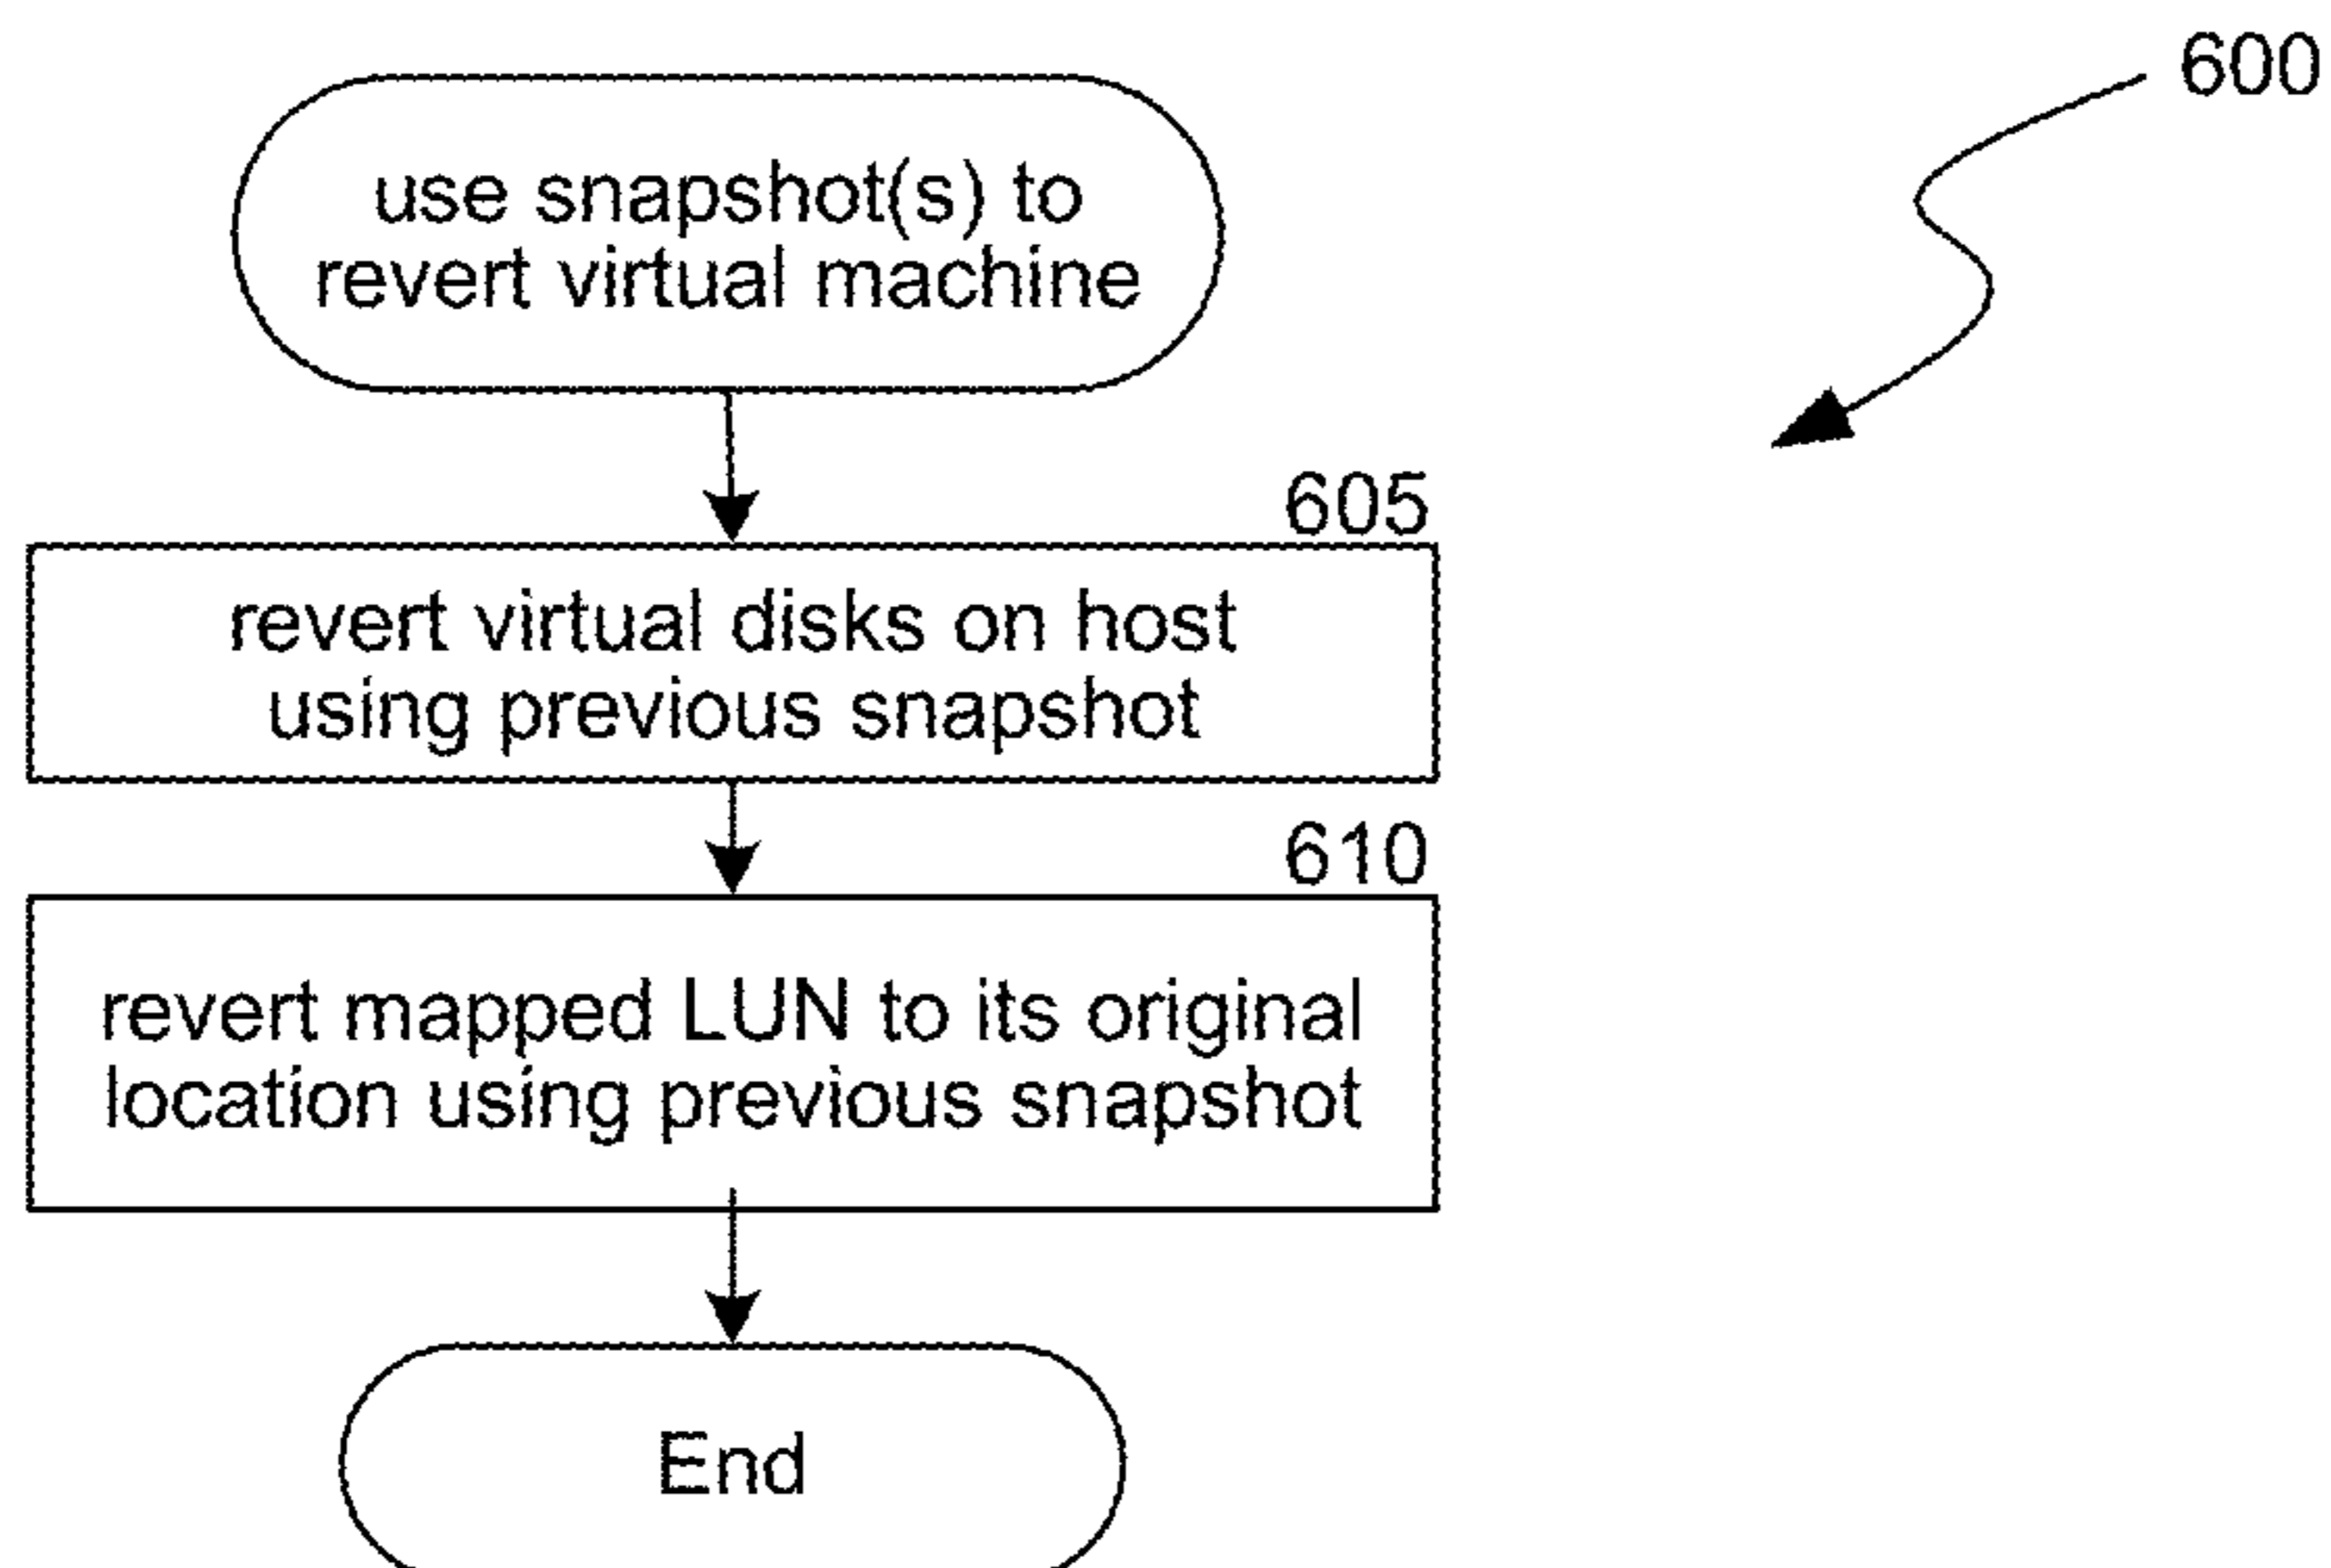 600
use snapshot(s) to
revert virtual machine
605
revert virtual disks on host
using previous snapshot
610
revert mapped LUN to its original
location using previous snapshot
End